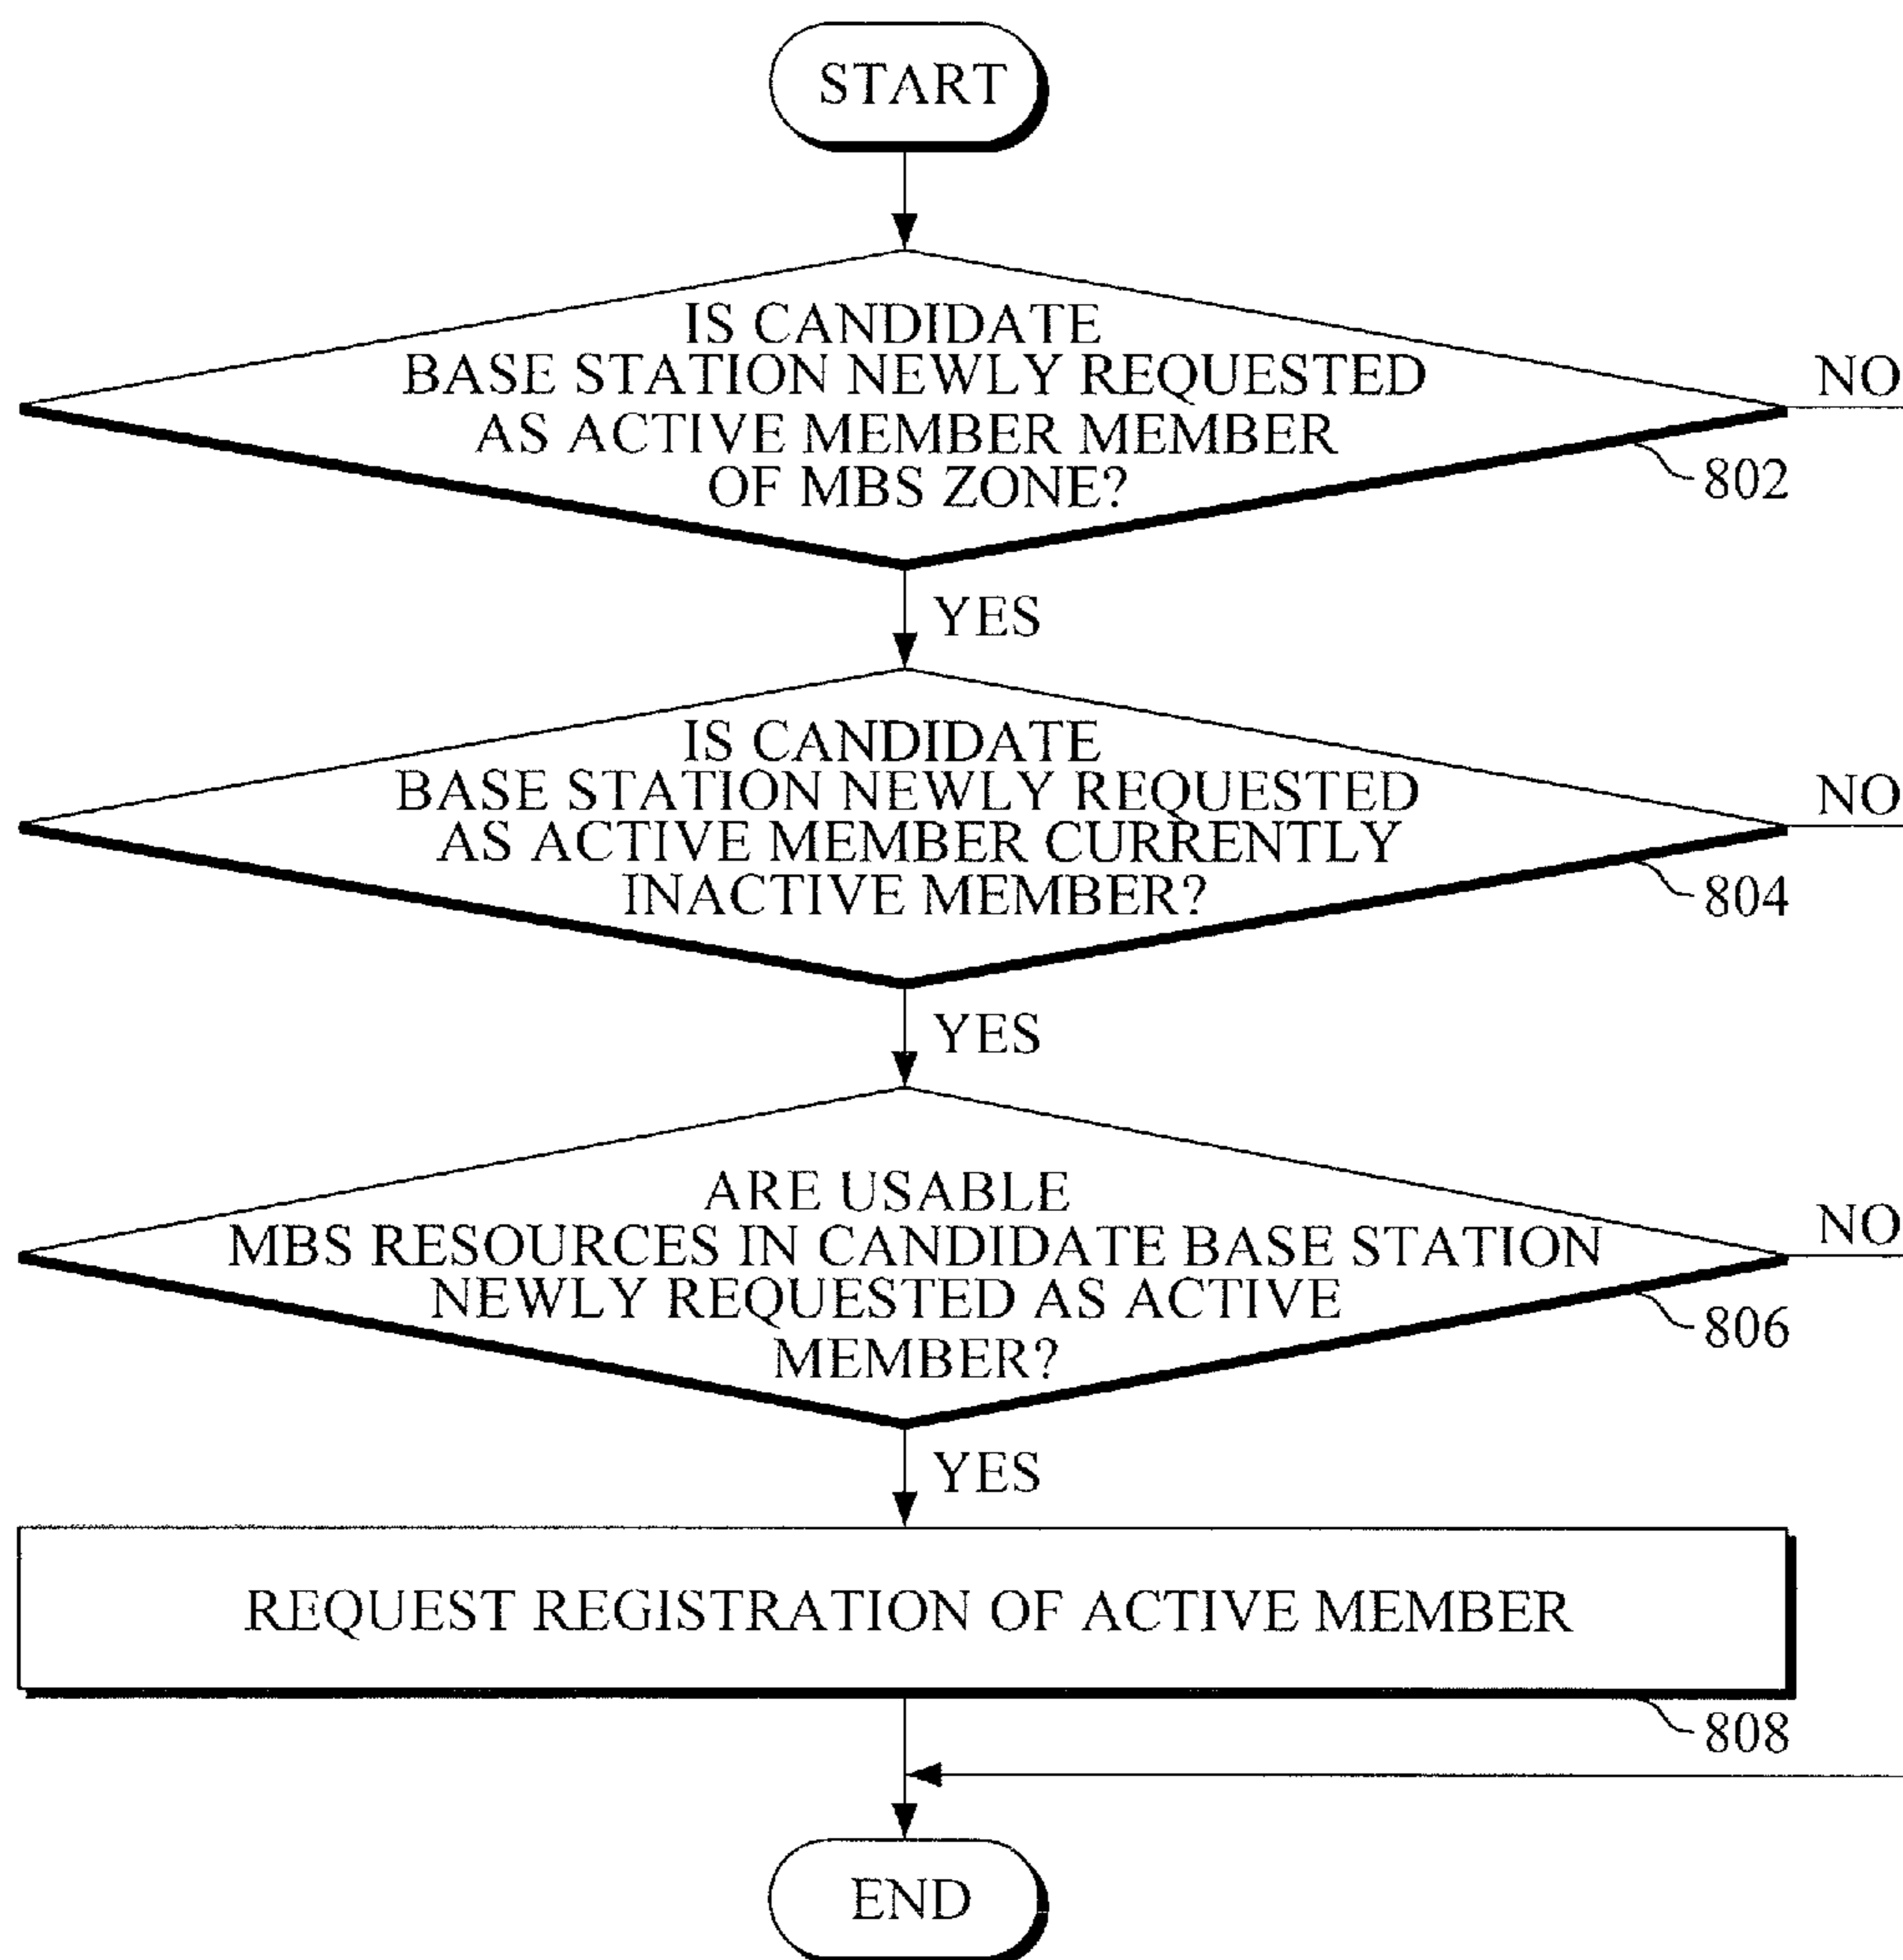 START
IS CANDIDATE
BASE STATION NEWLY REQUESTED
AS ACTIVE MEMBER MEMBER
OF MBS ZONE?
NO
802
YES
IS CANDIDATE
BASE STATION NEWLY REQUESTED
AS ACTIVE MEMBER CURRENTLY
INACTIVE MEMBER?
NO
804
YES
ARE USABLE
MBS RESOURCES IN CANDIDATE BASE STATION
NEWLY REQUESTED AS ACTIVE
MEMBER?
NO
806
YES
REQUEST REGISTRATION OF ACTIVE MEMBER
808
END